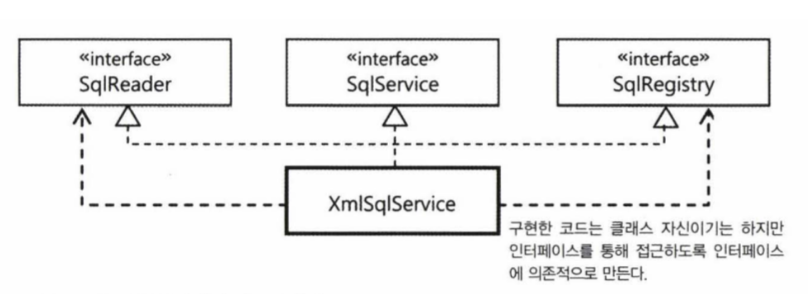 «interface»
SqlReader
«interface»
SqlService
«interface»
SqlRegistry
XmlSqlService
구현한 코드는 클래스 자신이기는 하지만
인터페이스를 통해 접근하도록 인터페이스
에 의존적으로 만든다.